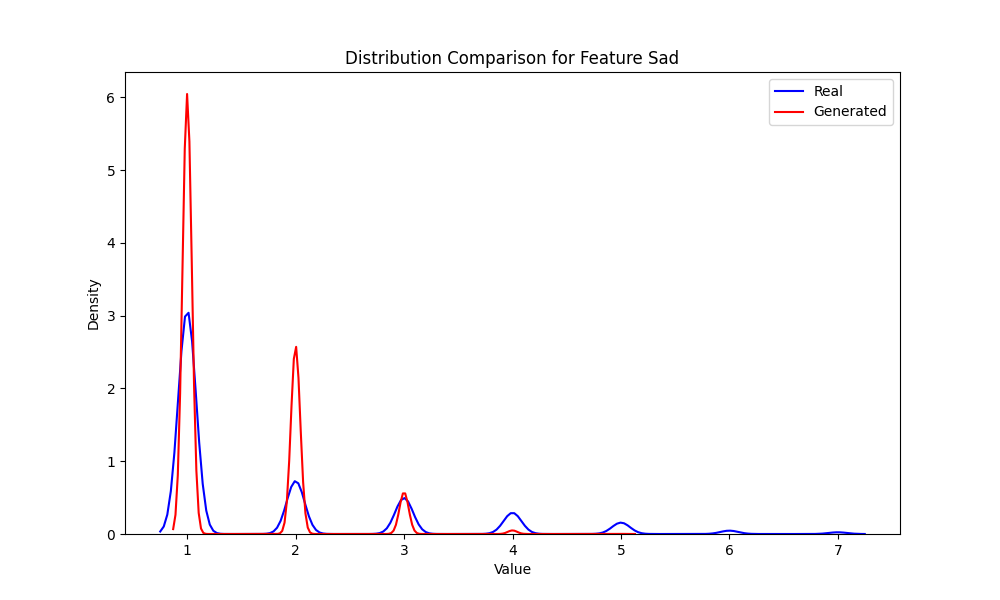 Distribution Comparison for Feature Sad
Real
Generated
Density
6
5
4
3
2
1
0
1 2 3 4 5 6 7
Value